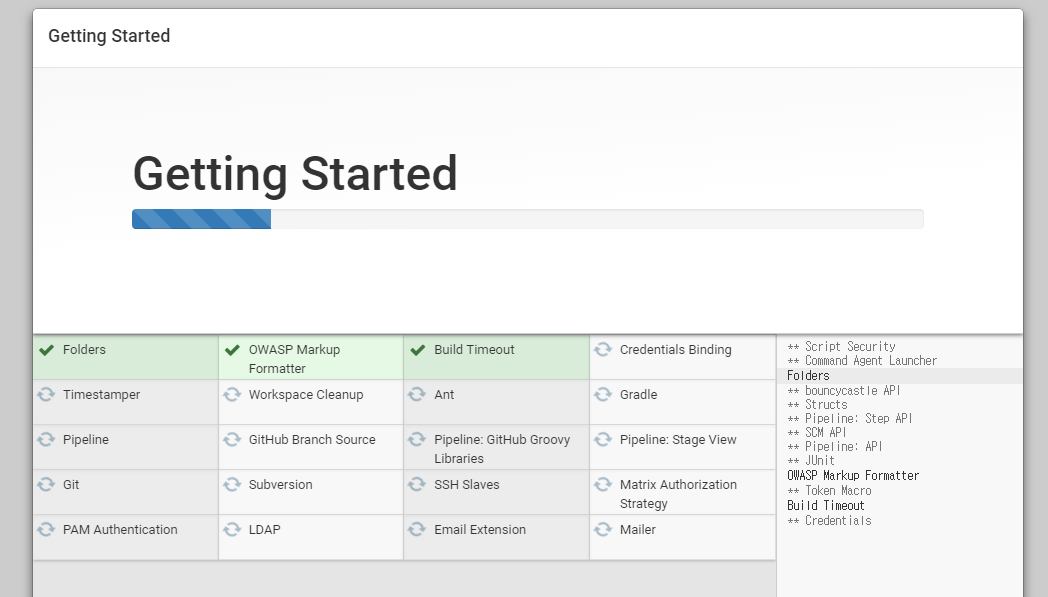 Getting Started
Getting Started
Folders
OWASP Markup
Formatter
Build Timeout
Credentials Binding
Timestamper
Workspace Cleanup
Ant
Gradle
Pipeline
GitHub Branch Source
Pipeline: GitHub Groovy
Libraries
Pipeline: Stage View
Git
Subversion
SSH Slaves
Matrix Authorization
Strategy
PAM Authentication
LDAP
Email Extension
Mailer
** Script Security
** Command Agent Launcher
Folders
** bouncycastle API
** Structs
** Pipeline: Step API
** SCM API
** Pipeline: API
** JUnit
OWASP Markup Formatter
** Token Macro
Build Timeout
** Credentials